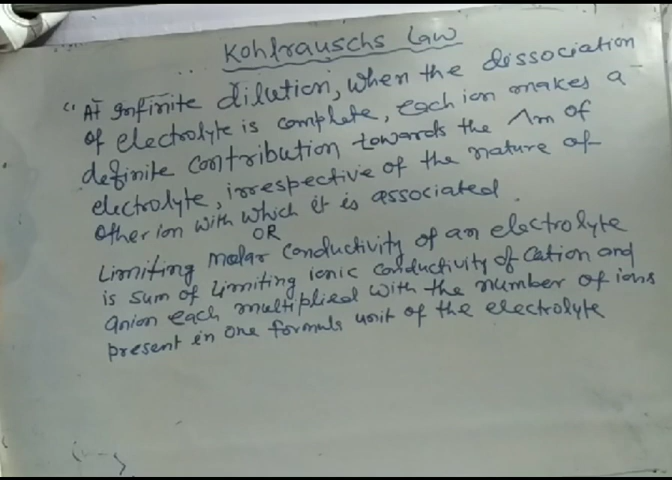 Kohlrauschs Law
"At Infinite dilution, when the dissociation
of electrolyte is complete, each ion makes a
definite contribution towards the Λm of
electrolyte, irrespective of the nature of
other ion with which it is associated.
OR
Limiting molar conductivity of an electrolyte
is sum of Limiting ionic conductivity of cation and
anion each multiplied with the number of ions
present in one formula unit of the electrolyte